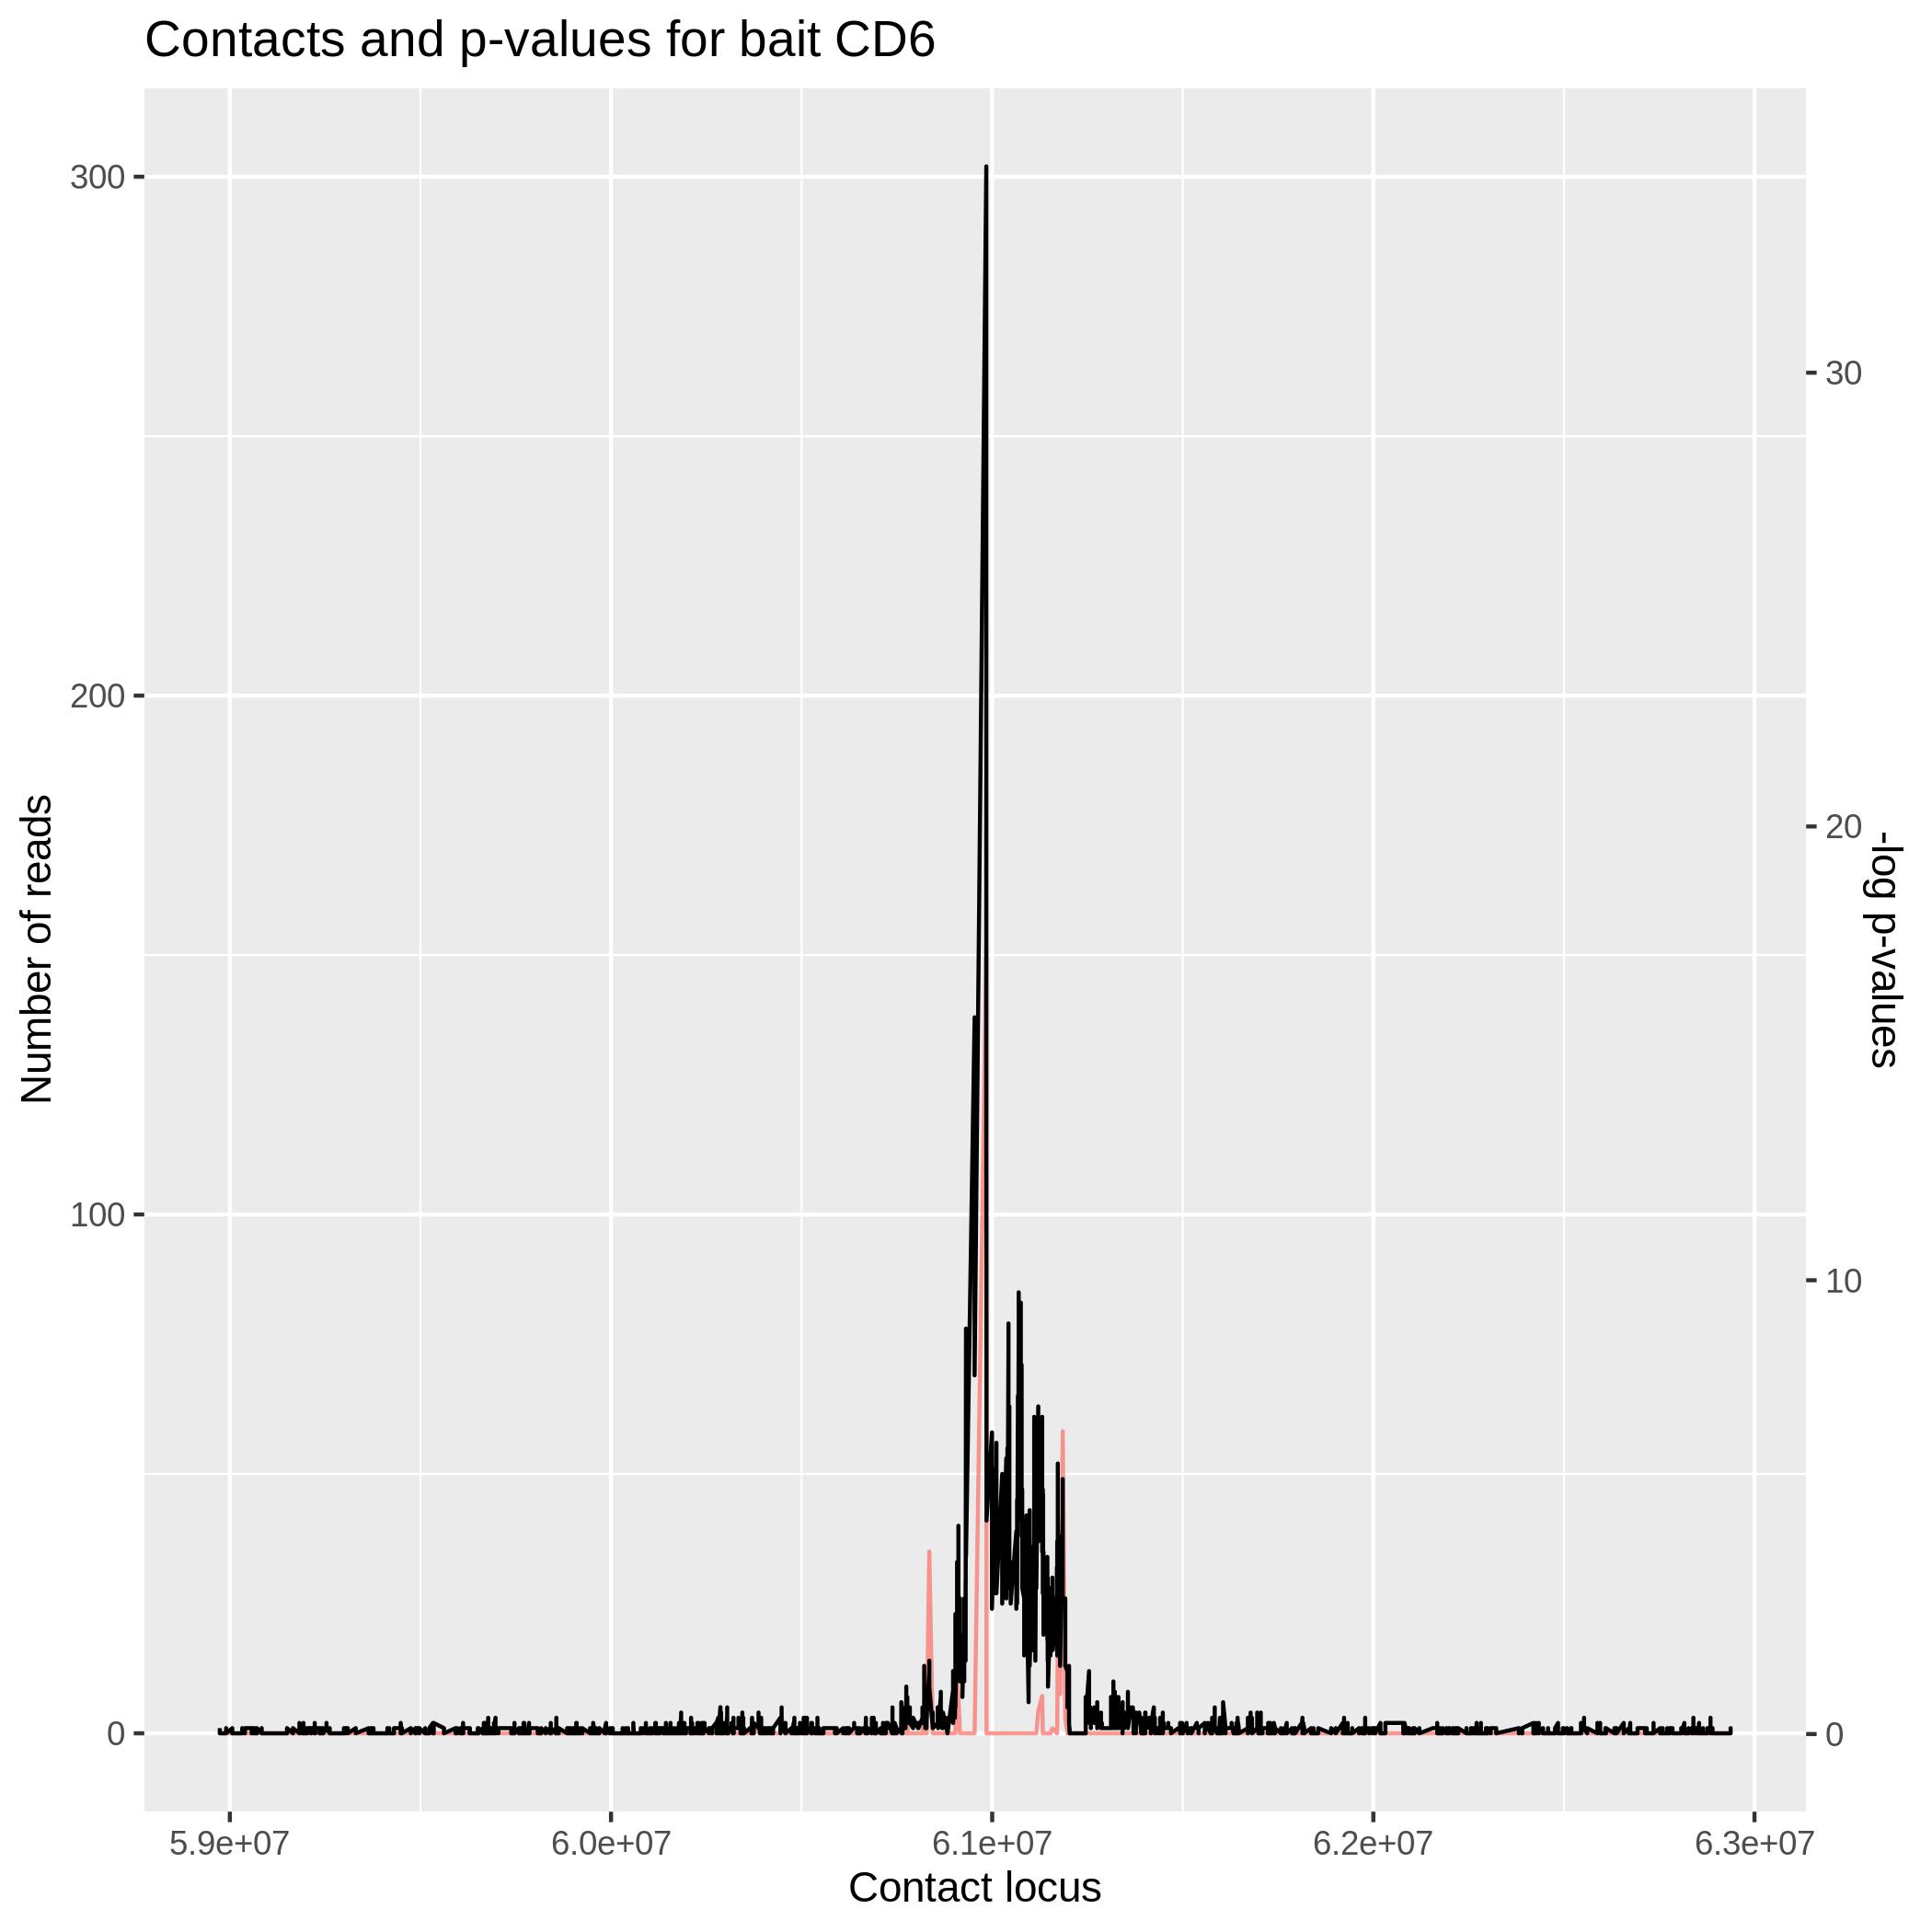 Contacts and p-values for bait CD6
300
200
100
0
Number of reads
30
20
10
0
-log p-values
5.9e+07
6.0e+07
6.1e+07
6.2e+07
6.3e+07
Contact locus